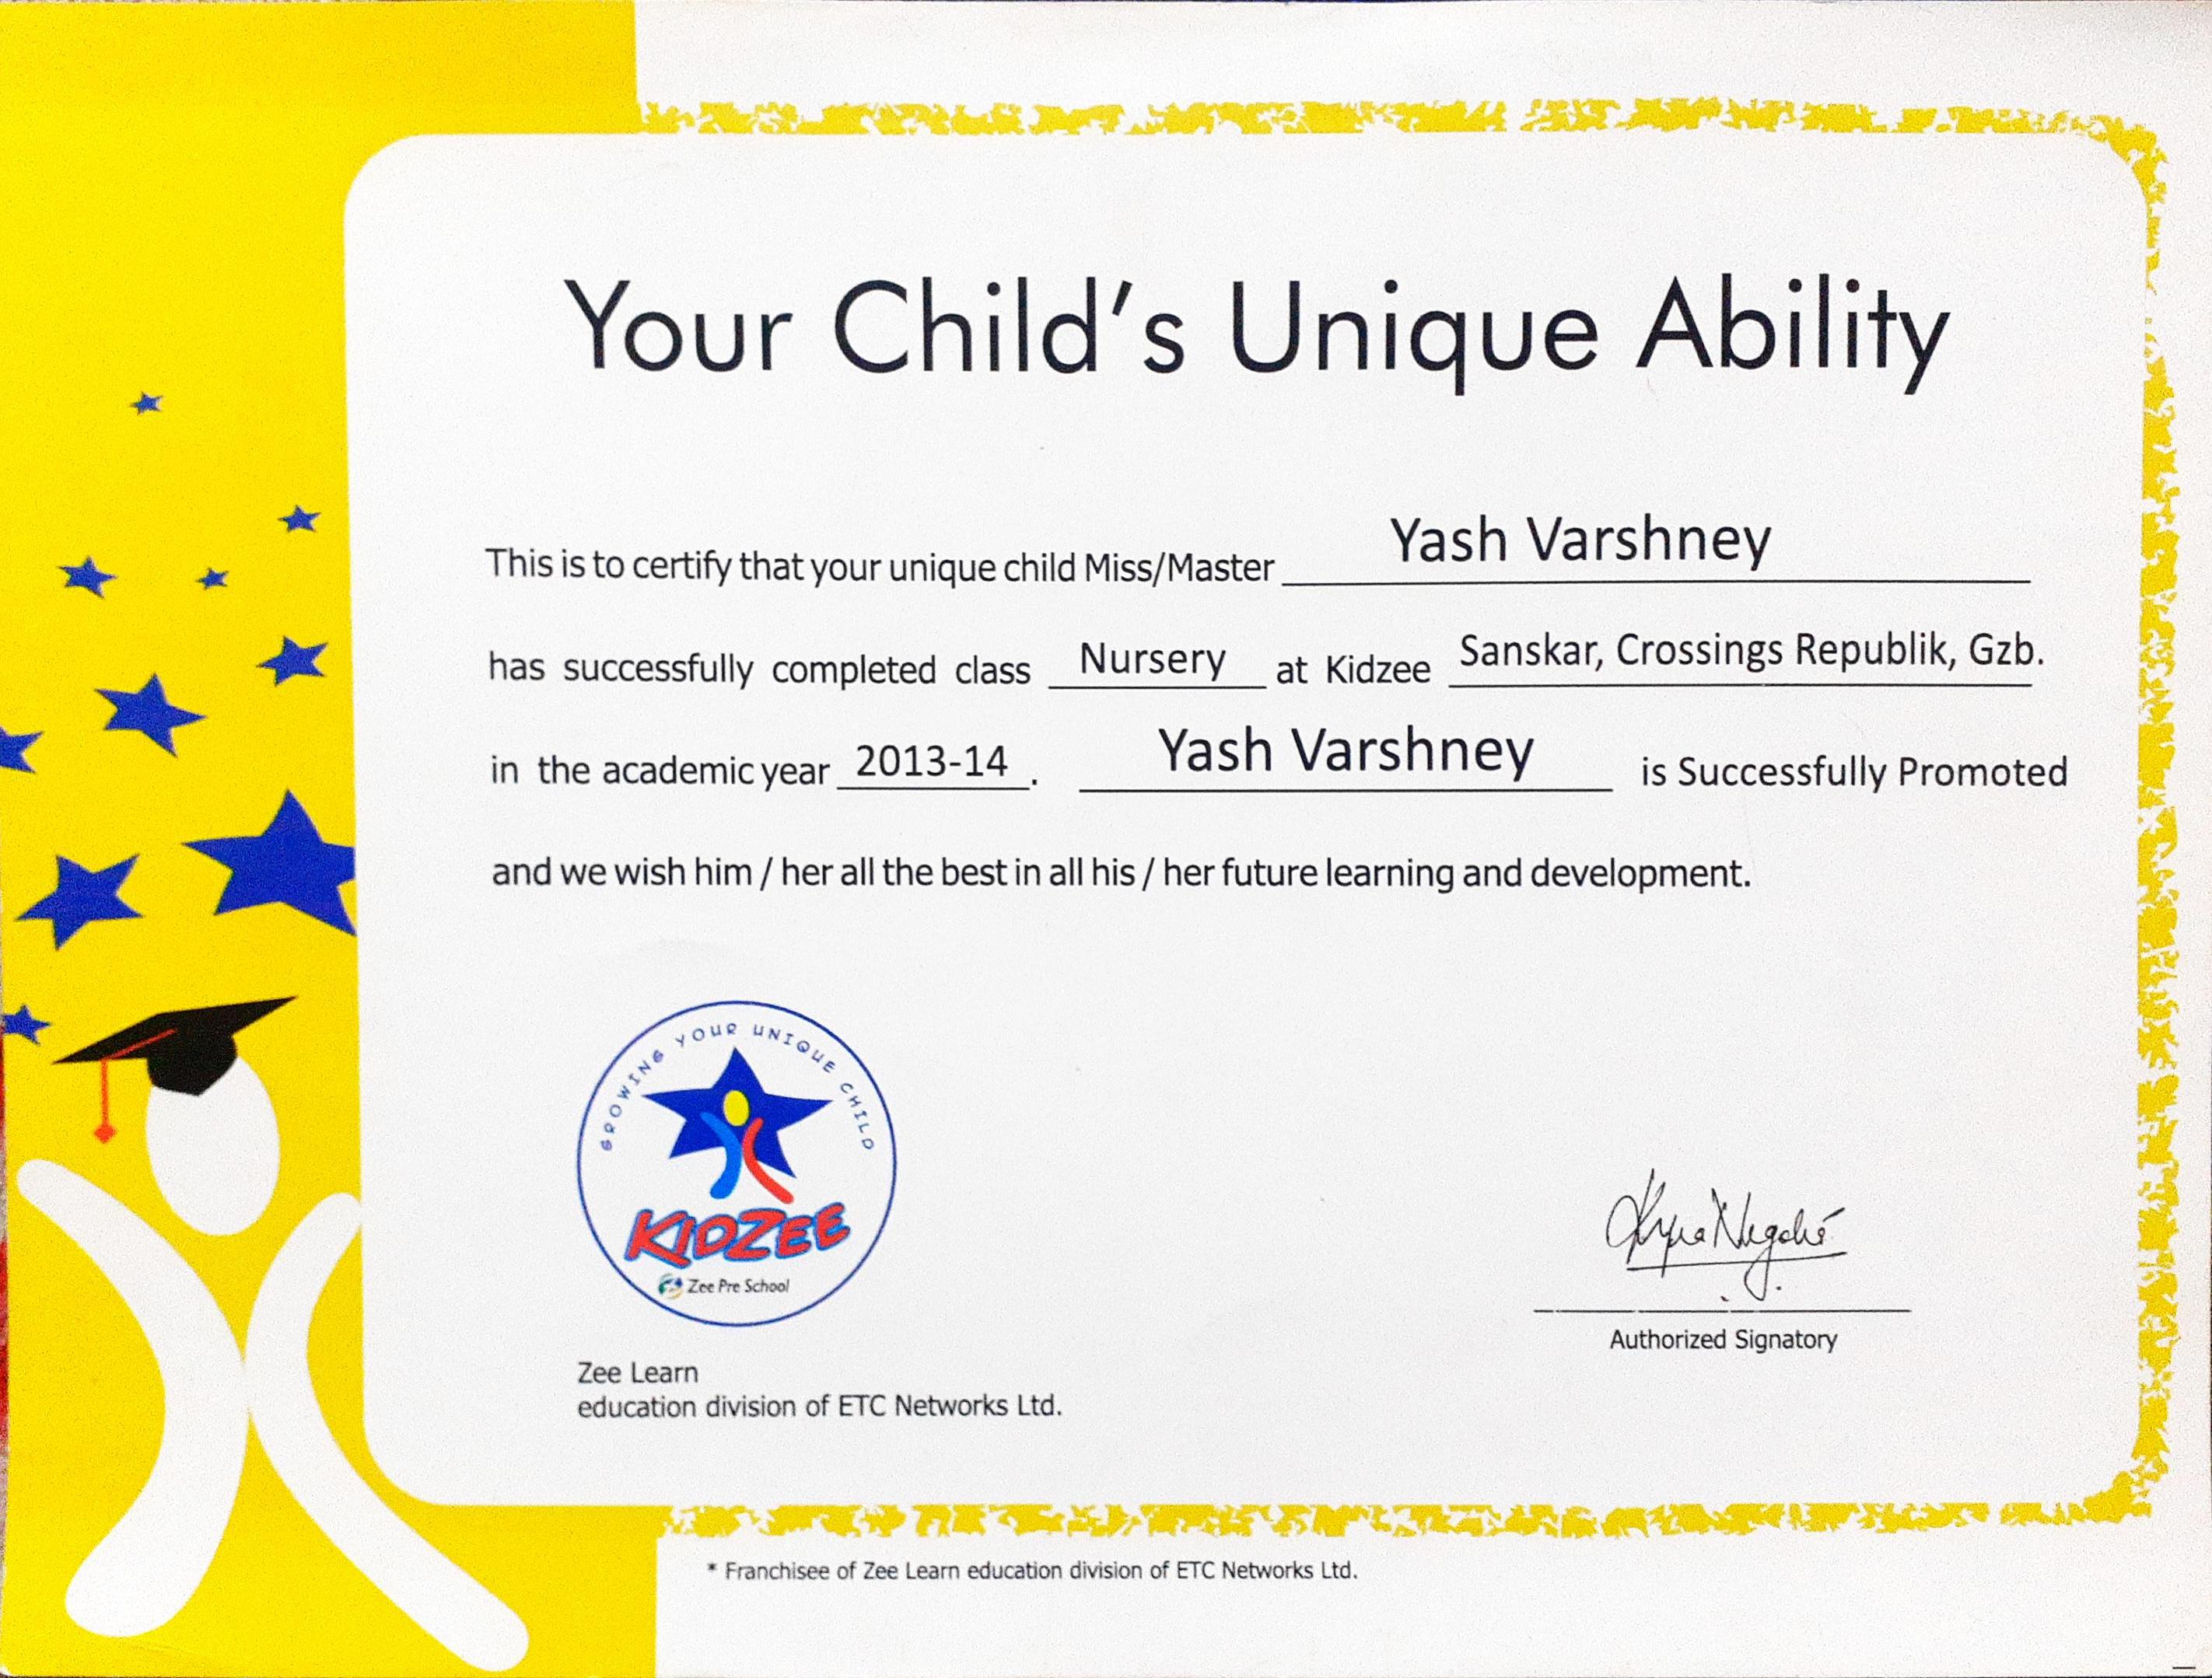 Your Child's Unique Ability
This is to certify that your unique child Miss/Master Yash Varshney
has successfully completed class Nursery at Kidzee Sanskar, Crossings Republik, Gzb.
in the academic year 2013-14. Yash Varshney is Successfully Promoted
and we wish him / her all the best in all his / her future learning and development.
GROWING YOUR UNIQUE CHILD
KIDZEE
Zee Pre School
Authorized Signatory
Zee Learn
education division of ETC Networks Ltd.
* Franchisee of Zee Learn education division of ETC Networks Ltd.